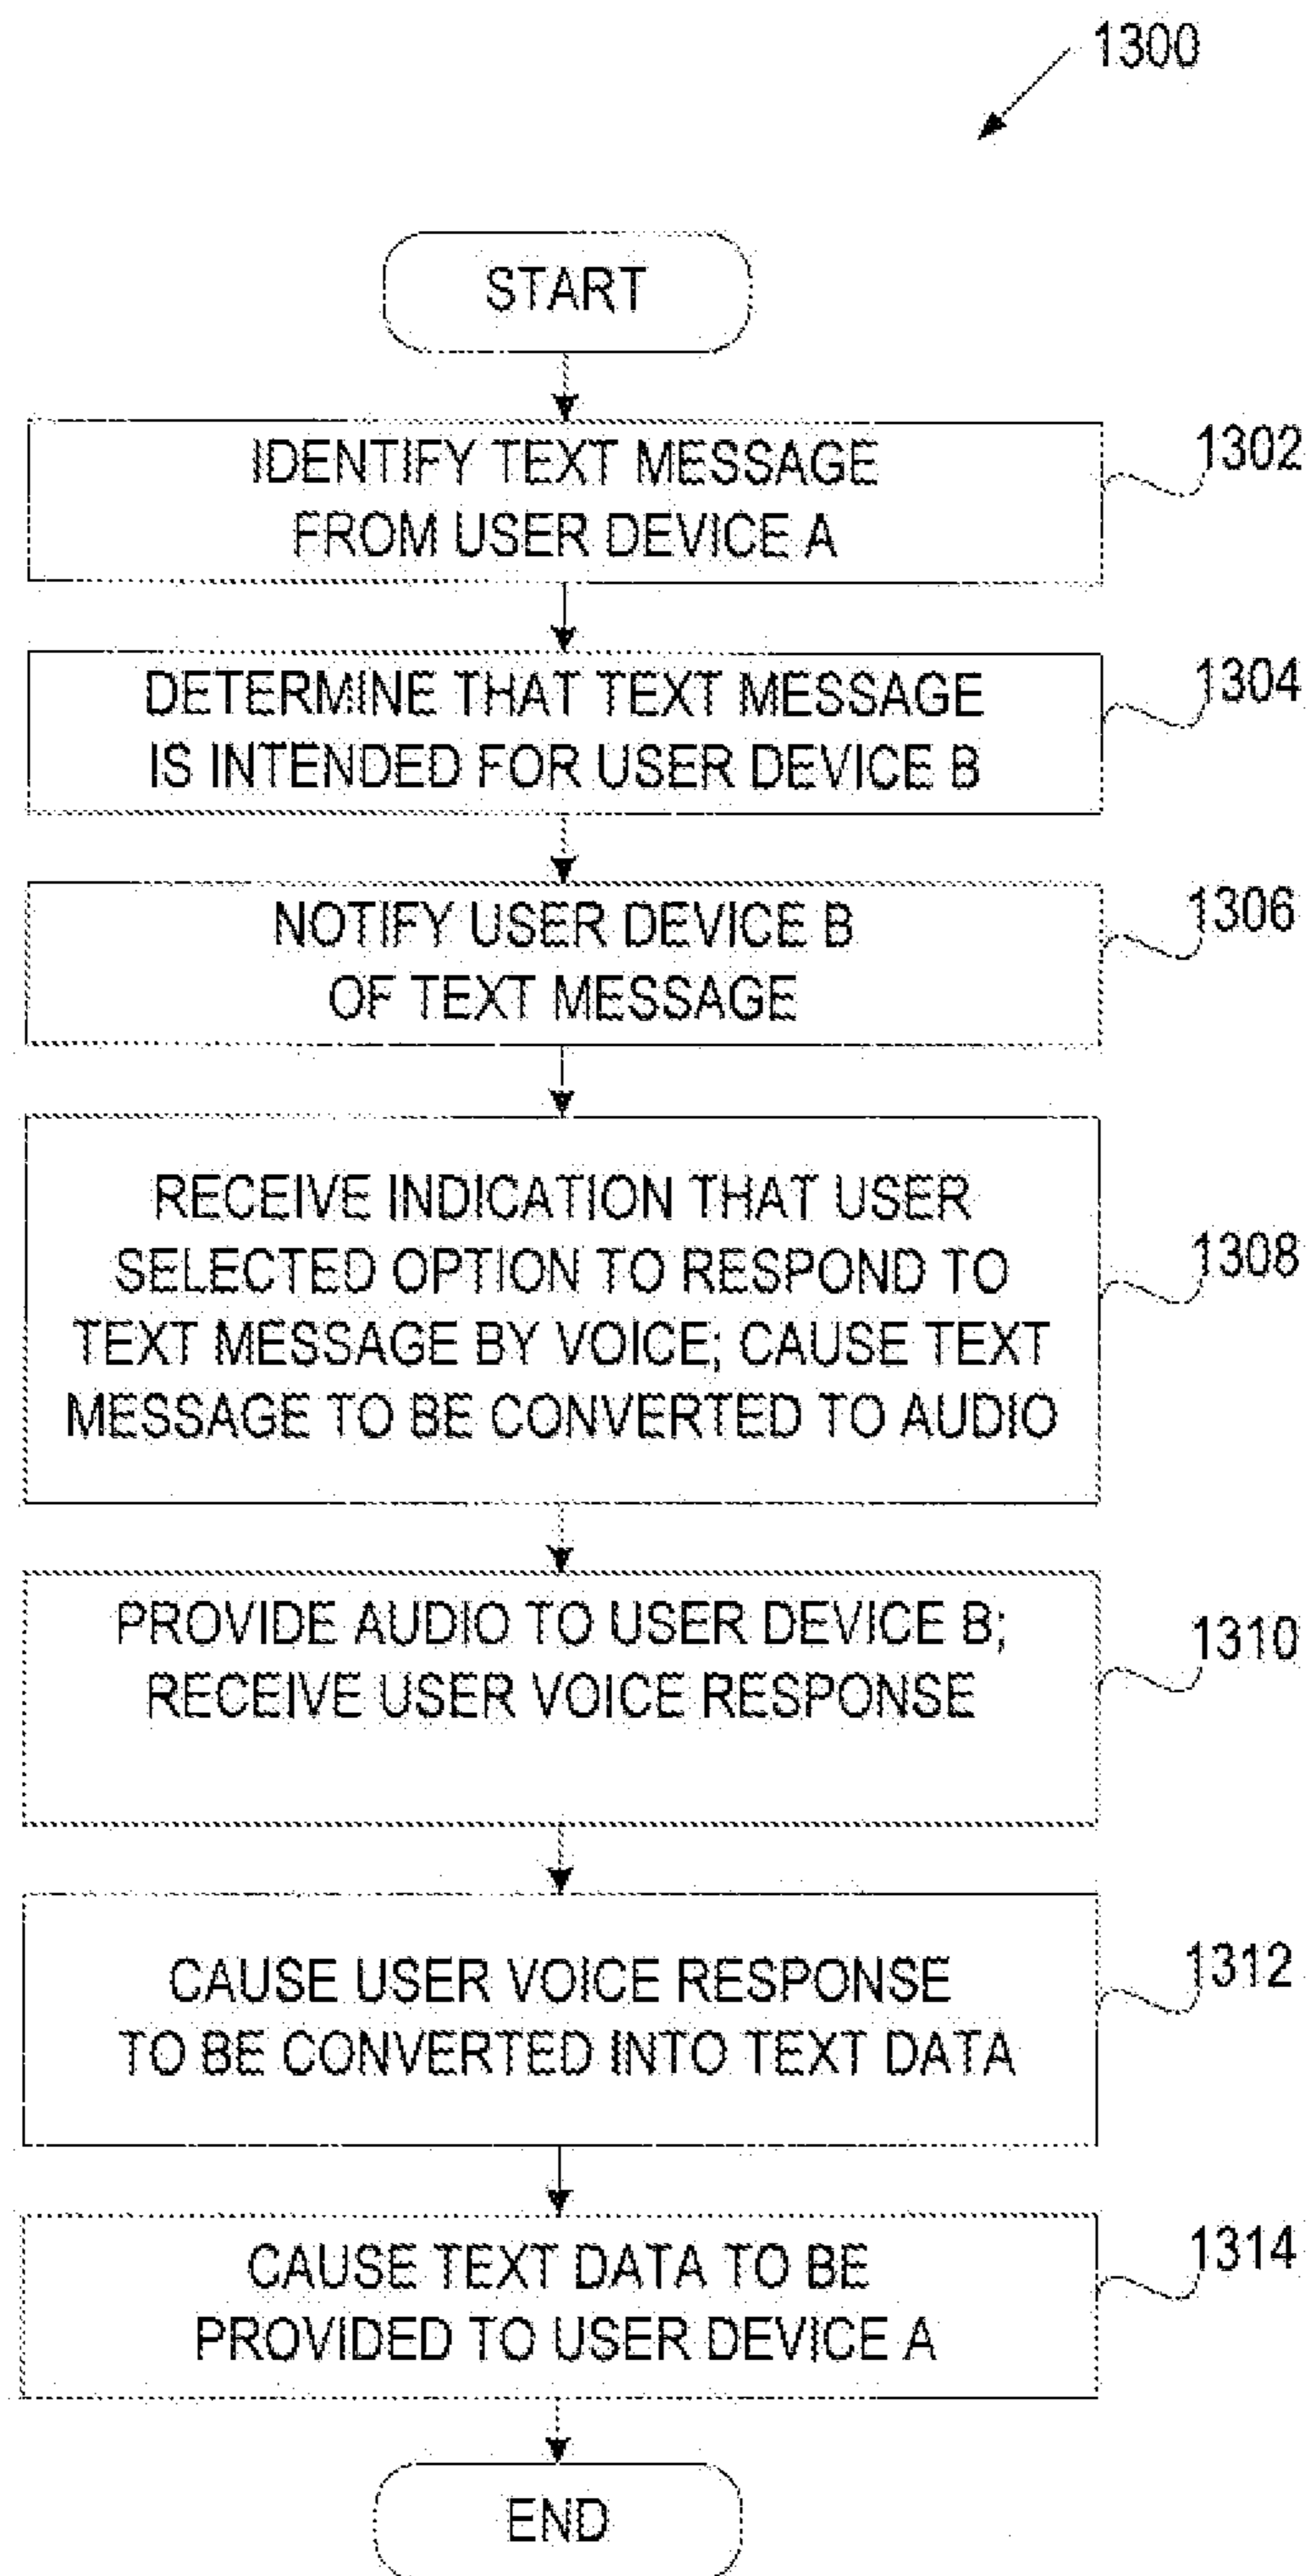 1300
START
IDENTIFY TEXT MESSAGE
FROM USER DEVICE A
1302
DETERMINE THAT TEXT MESSAGE
IS INTENDED FOR USER DEVICE B
1304
NOTIFY USER DEVICE B
OF TEXT MESSAGE
1306
RECEIVE INDICATION THAT USER
SELECTED OPTION TO RESPOND TO
TEXT MESSAGE BY VOICE; CAUSE TEXT
MESSAGE TO BE CONVERTED TO AUDIO
1308
PROVIDE AUDIO TO USER DEVICE B;
RECEIVE USER VOICE RESPONSE
1310
CAUSE USER VOICE RESPONSE
TO BE CONVERTED INTO TEXT DATA
1312
CAUSE TEXT DATA TO BE
PROVIDED TO USER DEVICE A
1314
END